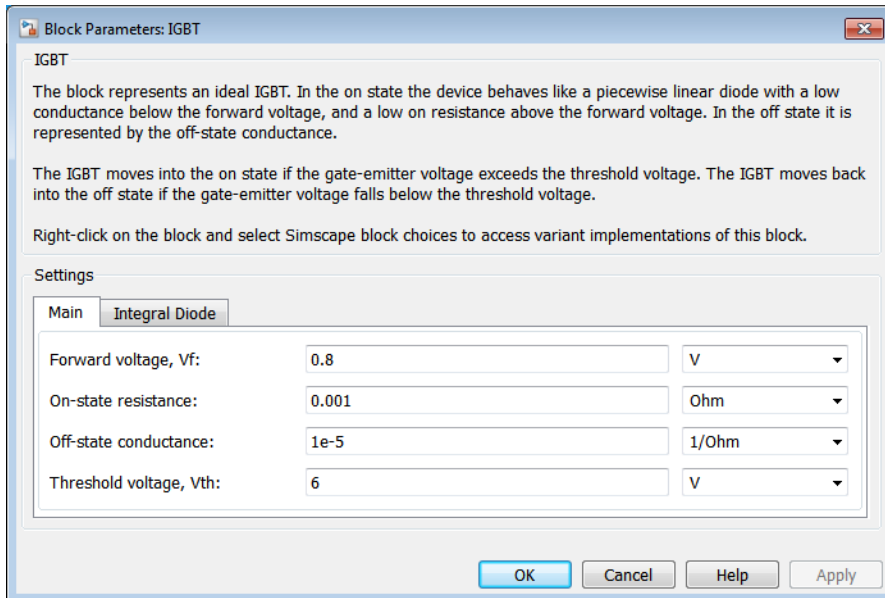 Block Parameters: IGBT
IGBT
The block represents an ideal IGBT. In the on state the device behaves like a piecewise linear diode with a low
conductance below the forward voltage, and a low on resistance above the forward voltage. In the off state it is
represented by the off-state conductance.
The IGBT moves into the on state if the gate-emitter voltage exceeds the threshold voltage. The IGBT moves back
into the off state if the gate-emitter voltage falls below the threshold voltage.
Right-click on the block and select Simscape block choices to access variant implementations of this block.
Settings
Main Integral Diode
Forward voltage, Vf: 0.8 V
On-state resistance: 0.001 Ohm
Off-state conductance: 1e-5 1/Ohm
Threshold voltage, Vth: 6 V
OK Cancel Help Apply